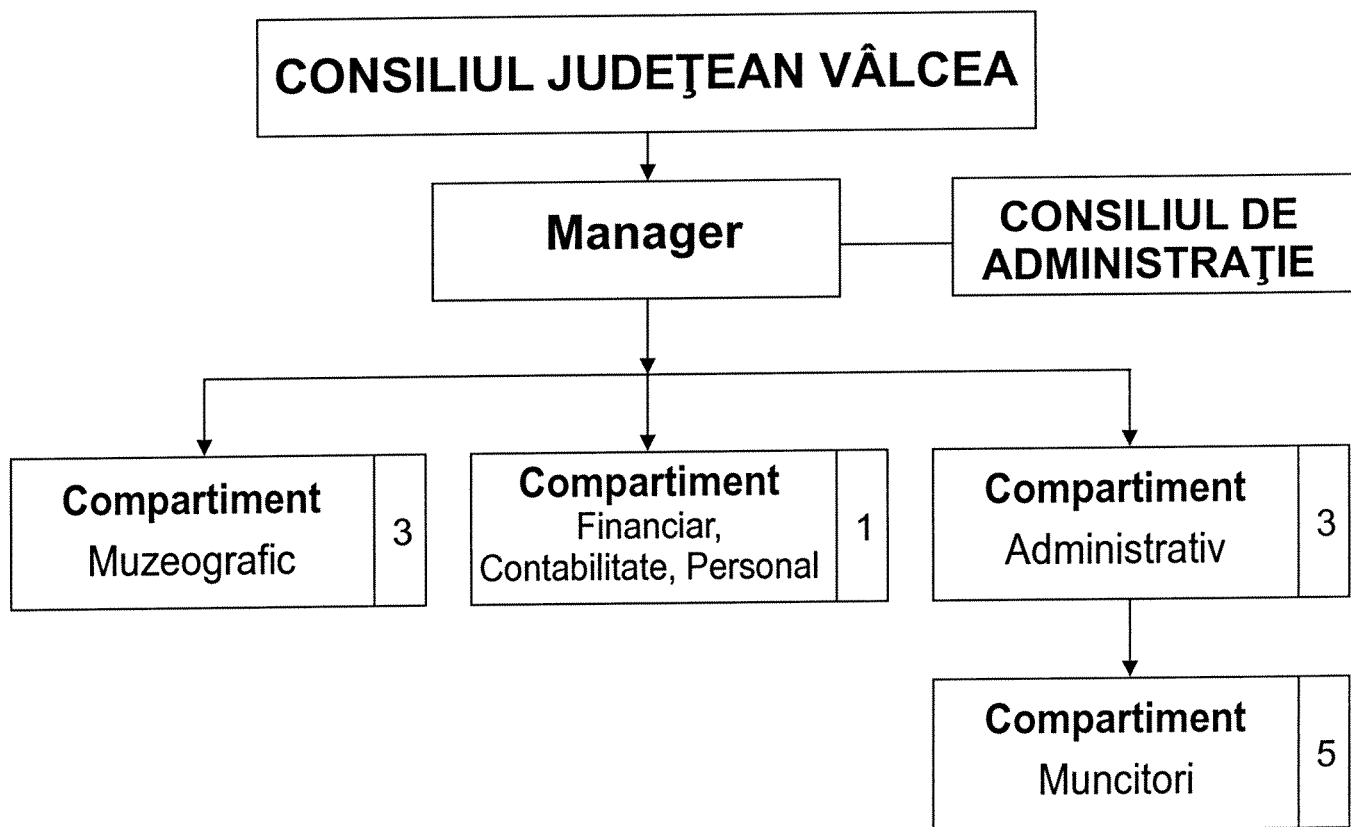 CONSILIUL JUDEŢEAN VÂLCEA
Manager
CONSILIUL DE
ADMINISTRAŢIE
Compartiment
Muzeografic
3
Compartiment
Financiar,
Contabilitate, Personal
1
Compartiment
Administrativ
3
Compartiment
Muncitori
5